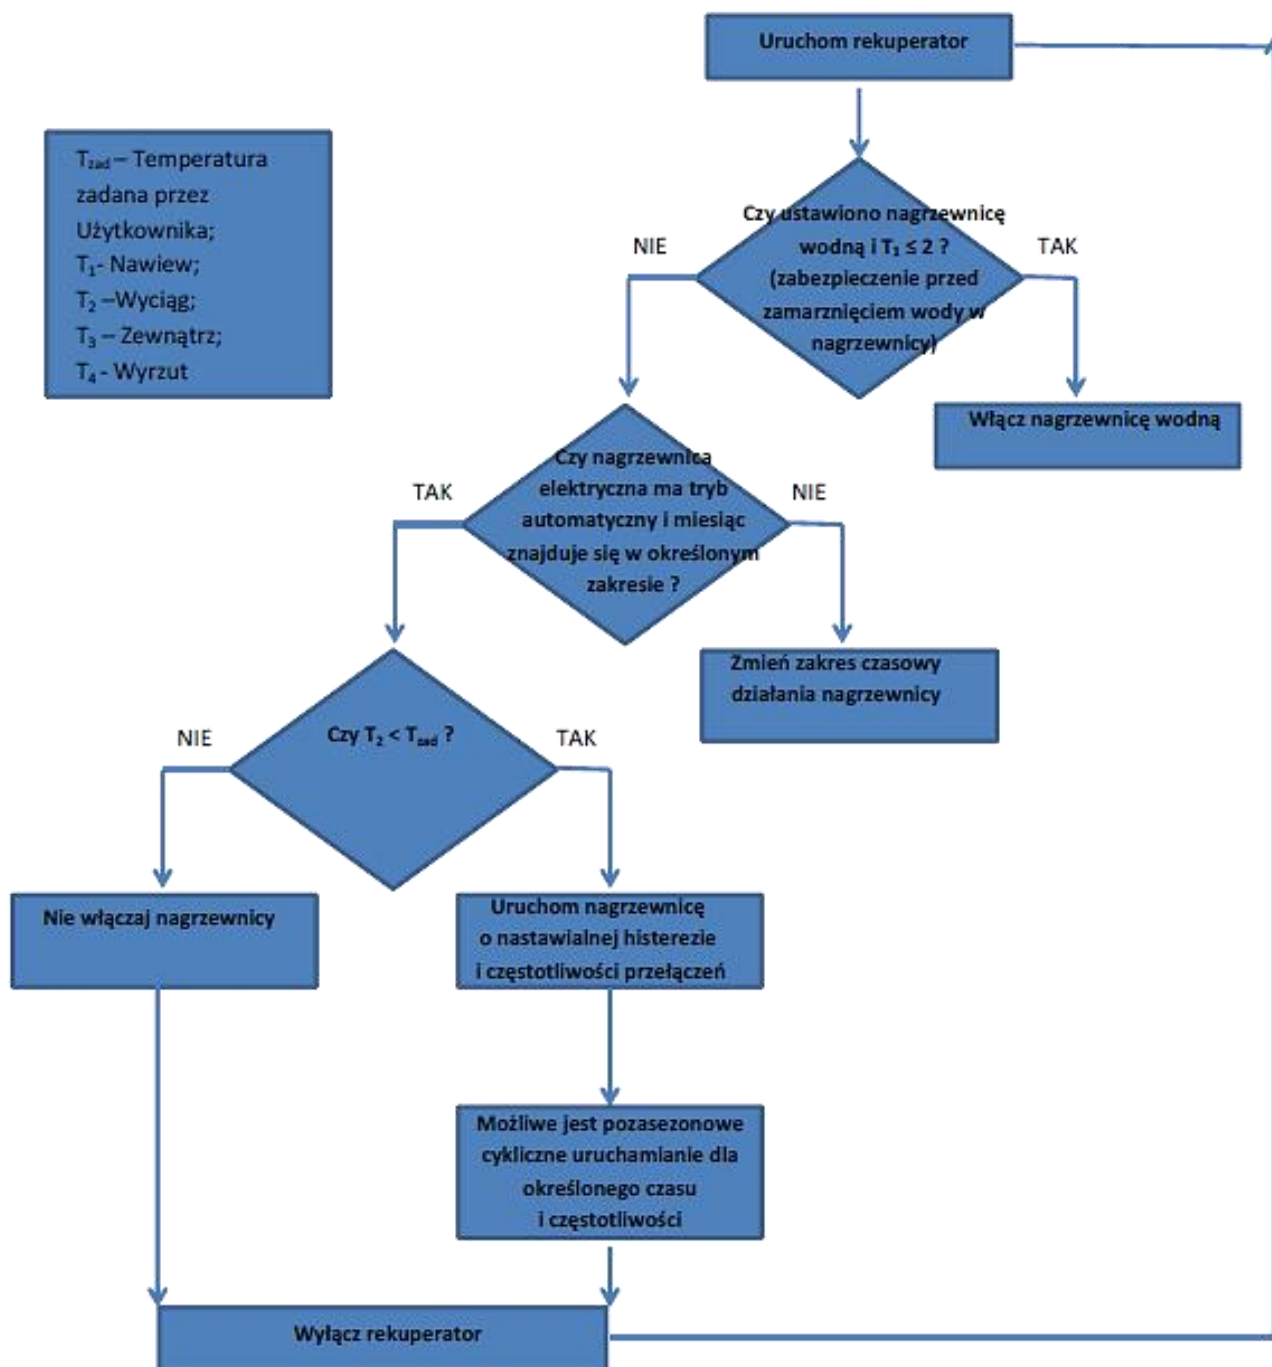 Uruchom rekuperator
T_zad – Temperatura
zadana przez
Użytkownika;
T₁- Nawiew;
T₂ –Wyciąg;
T₃ – Zewnątrz;
T₄ - Wyrzut
Czy ustawiono nagrzewnicę
wodną i T₁ ≤ 2 ?
(zabezpieczenie przed
zamarznięciem wody w
nagrzewnicy)
NIE
TAK
Włącz nagrzewnicę wodną
Czy nagrzewnica
elektryczna ma tryb
automatyczny i miesiąc
znajduje się w określonym
zakresie ?
TAK
NIE
Zmień zakres czasowy
działania nagrzewnicy
Czy T₂ < T_zad ?
NIE
TAK
Nie włączaj nagrzewnicy
Uruchom nagrzewnicę
o nastawialnej histerezie
i częstotliwości przełączeń
Możliwe jest pozasezonowe
cykliczne uruchamianie dla
określonego czasu
i częstotliwości
Wyłącz rekuperator